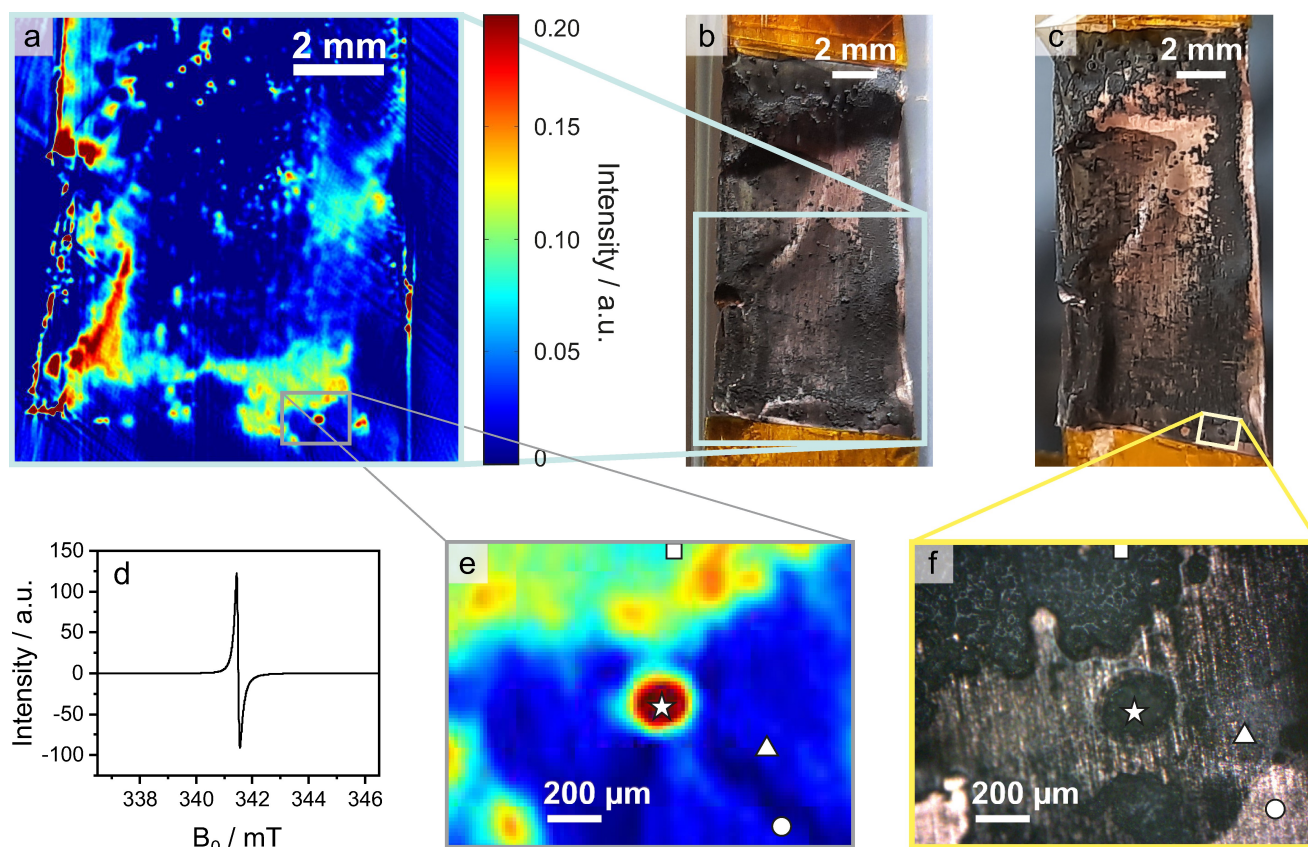 a
2 mm
0.20
0.15
0.10
0.05
0
Intensity / a.u.
b
2 mm
c
2 mm
d
150
100
50
0
-50
-100
Intensity / a.u.
338
340
342
344
346
B₀ / mT
e
200 µm
f
200 µm